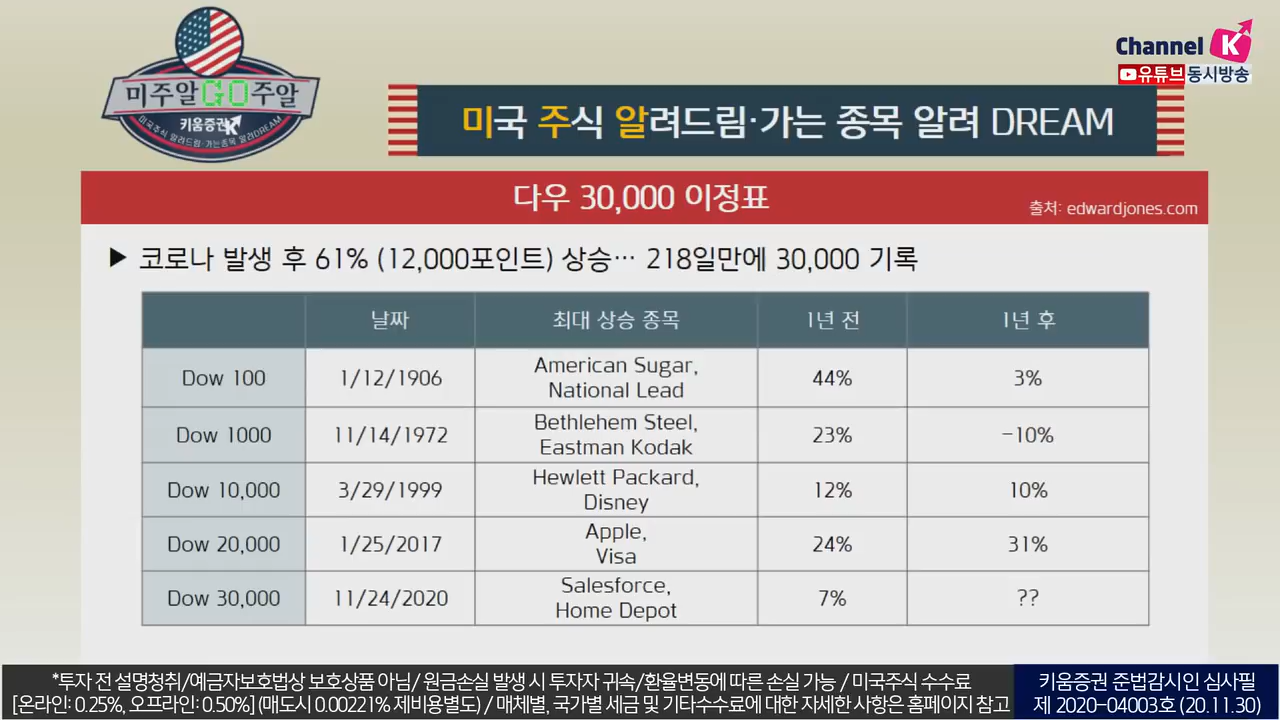 미주알GO주알
키움증권
미국주식 알려드림·가는종목 알려DREAM
Channel K
유튜브 동시방송
미국 주식 알려드림·가는 종목 알려 DREAM
다우 30,000 이정표
출처: edwardjones.com
▶ 코로나 발생 후 61% (12,000포인트) 상승… 218일만에 30,000 기록
날짜 최대 상승 종목 1년 전 1년 후
Dow 100 1/12/1906 American Sugar, National Lead 44% 3%
Dow 1000 11/14/1972 Bethlehem Steel, Eastman Kodak 23% -10%
Dow 10,000 3/29/1999 Hewlett Packard, Disney 12% 10%
Dow 20,000 1/25/2017 Apple, Visa 24% 31%
Dow 30,000 11/24/2020 Salesforce, Home Depot 7% ??
*투자 전 설명청취/예금자보호법상 보호상품 아님/ 원금손실 발생 시 투자자 귀속/환율변동에 따른 손실 가능 / 미국주식 수수료
[온라인: 0.25%, 오프라인: 0.50%] (매도시 0.00221% 제비용별도) / 매체별, 국가별 세금 및 기타수수료에 대한 자세한 사항은 홈페이지 참고
키움증권 준법감시인 심사필
제 2020-04003호 (20.11.30)